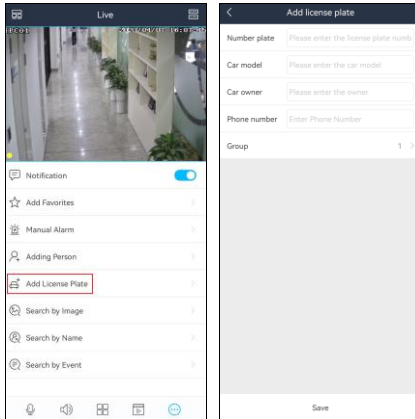 Live
IPC01
Notification
Add Favorites
Manual Alarm
Adding Person
Add License Plate
Search by Image
Search by Name
Search by Event
Add license plate
Number plate Please enter the license plate numb
Car model Please enter the car model
Car owner Please enter the owner
Phone number Enter Phone Number
Group 1
Save